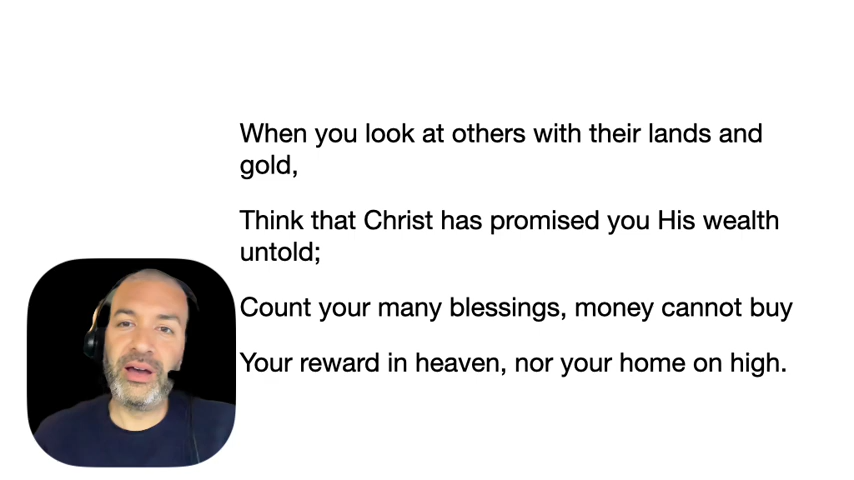 When you look at others with their lands and
gold,
Think that Christ has promised you His wealth
untold;
Count your many blessings, money cannot buy
Your reward in heaven, nor your home on high.